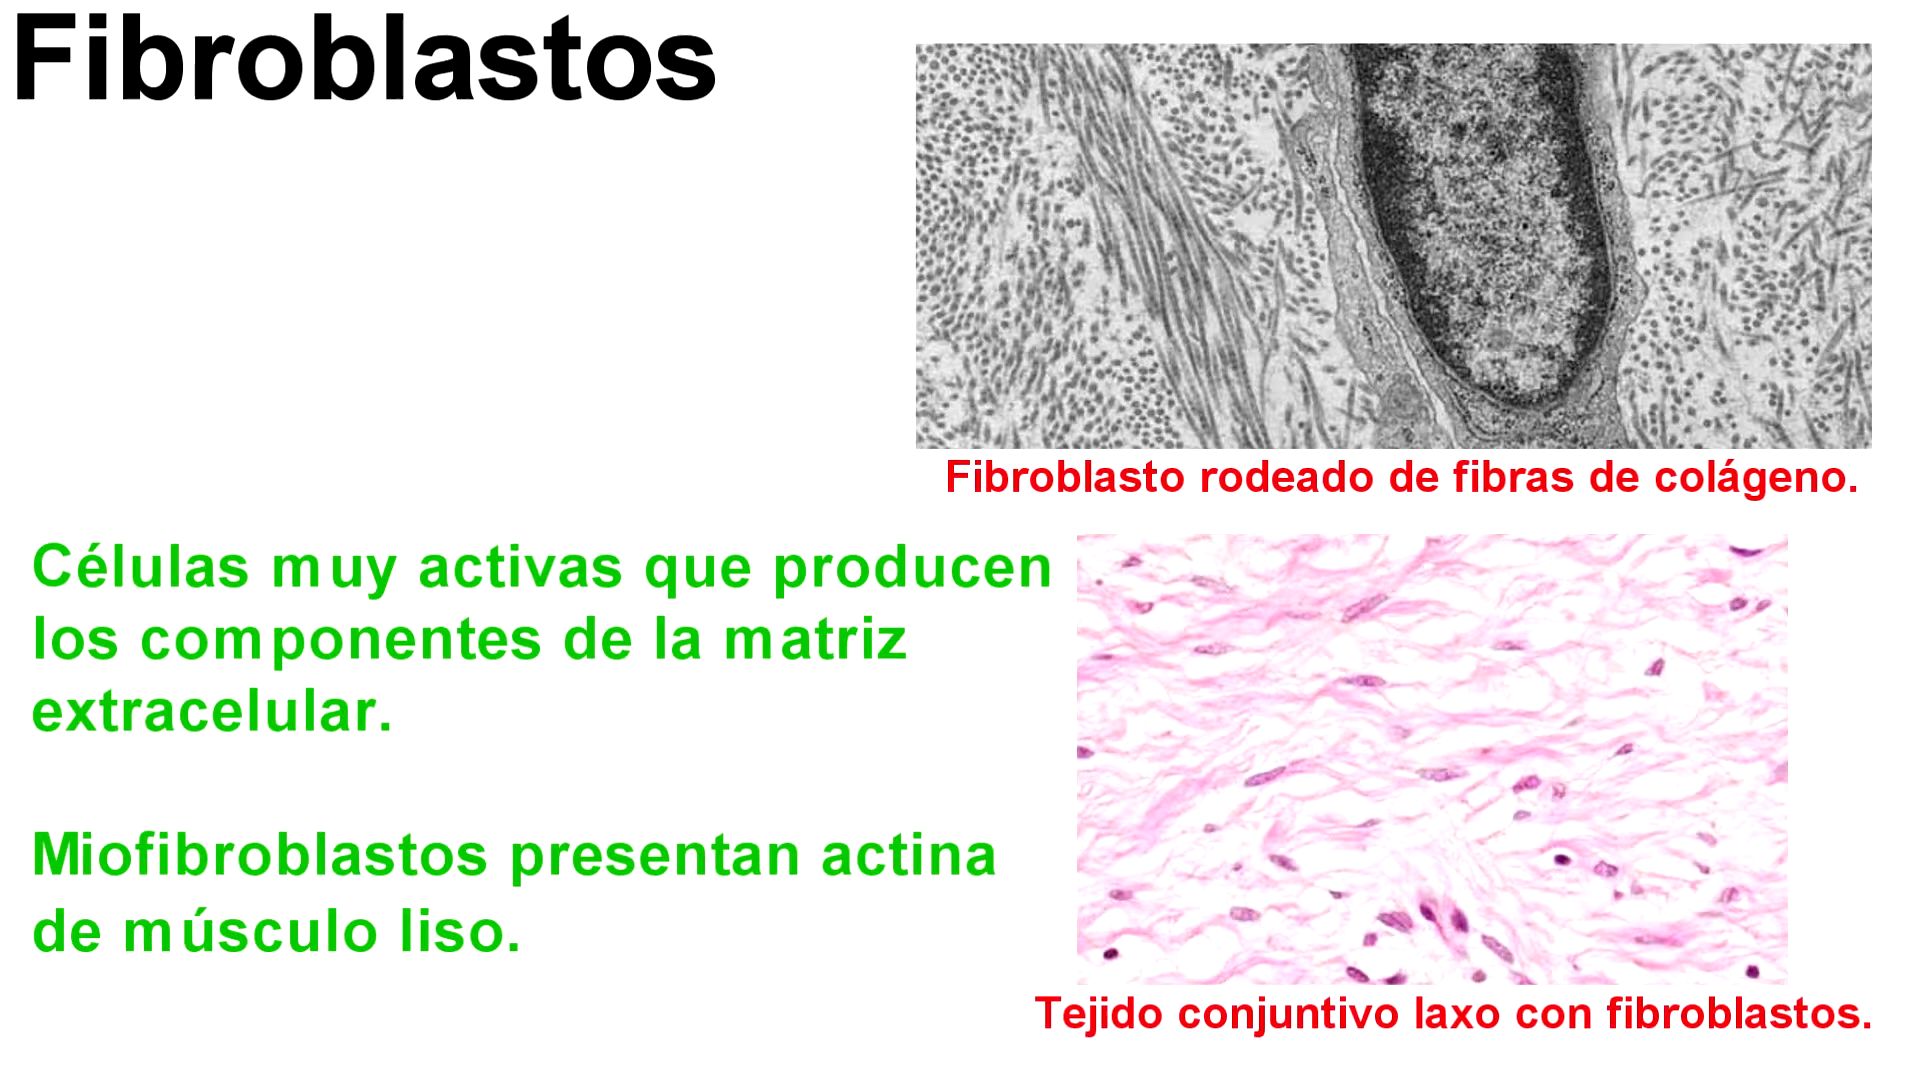 Fibroblastos
Fibroblasto rodeado de fibras de colágeno.
Células muy activas que producen
los componentes de la matriz
extracelular.
Miofibroblastos presentan actina
de músculo liso.
Tejido conjuntivo laxo con fibroblastos.